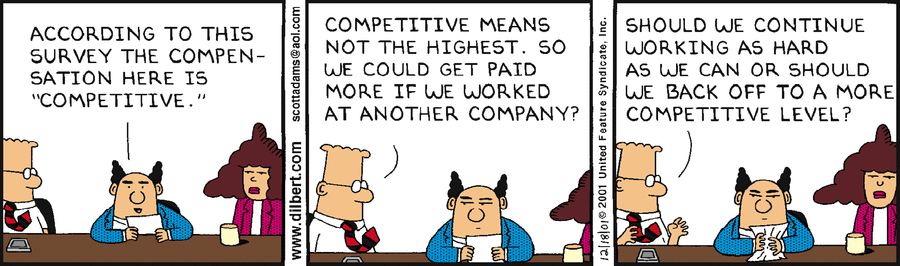 ACCORDING TO THIS
SURVEY THE COMPEN-
SATION HERE IS
"COMPETITIVE."
www.dilbert.com scottadams@aol.com
COMPETITIVE MEANS
NOT THE HIGHEST. SO
WE COULD GET PAID
MORE IF WE WORKED
AT ANOTHER COMPANY?
12/18/01 © 2001 United Feature Syndicate, Inc.
SHOULD WE CONTINUE
WORKING AS HARD
AS WE CAN OR SHOULD
WE BACK OFF TO A MORE
COMPETITIVE LEVEL?